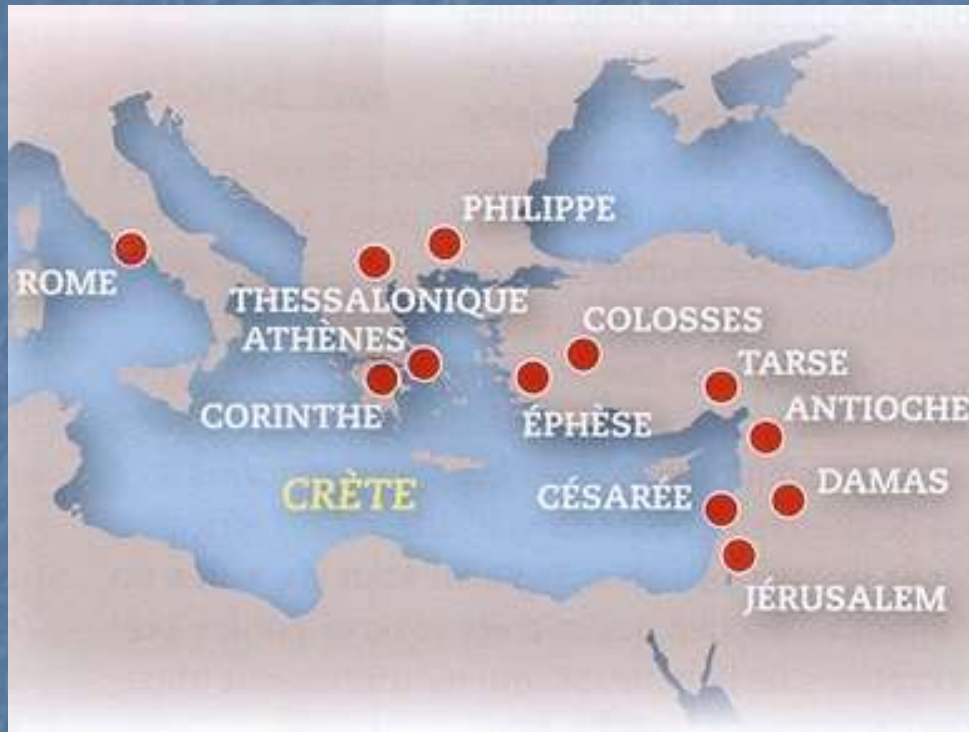 PHILIPPE
ROME
THESSALONIQUE
COLOSSES
ATHÈNES
TARSE
CORINTHE
ÉPHÈSE
ANTIOCHE
CRÈTE
CÉSARÉE
DAMAS
JÉRUSALEM